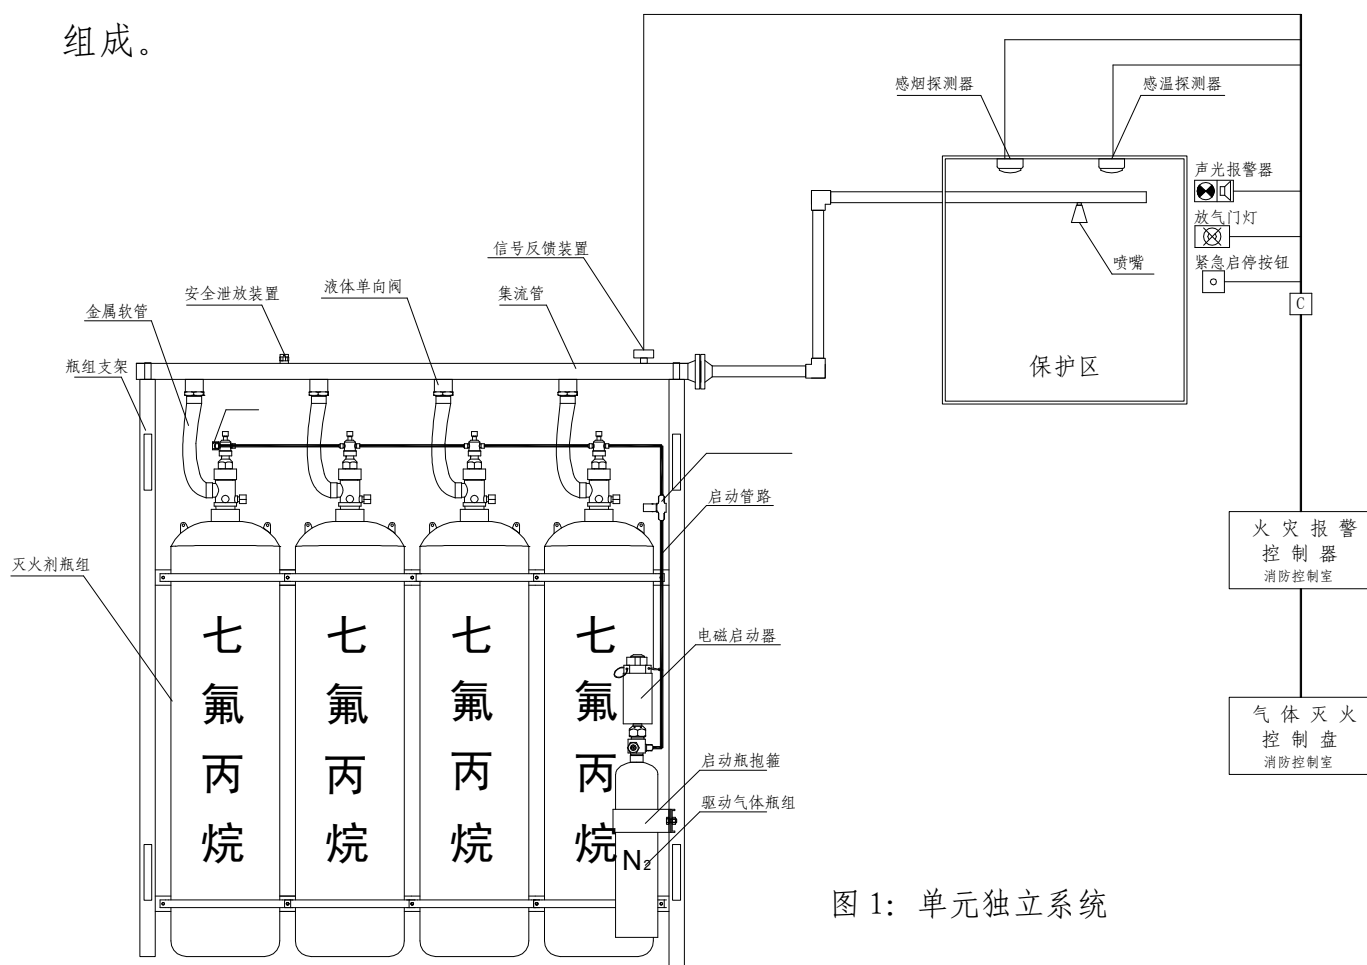 组成。
感烟探测器
感温探测器
声光报警器
放气门灯
紧急启停按钮
C
喷嘴
保护区
信号反馈装置
安全泄放装置
液体单向阀
集流管
金属软管
瓶组支架
启动管路
灭火剂瓶组
火灾报警
控制器
消防控制室
七氟丙烷
七氟丙烷
七氟丙烷
七氟丙烷
电磁启动器
气体灭火
控制盘
消防控制室
启动瓶抱箍
驱动气体瓶组
N₂
图1：单元独立系统